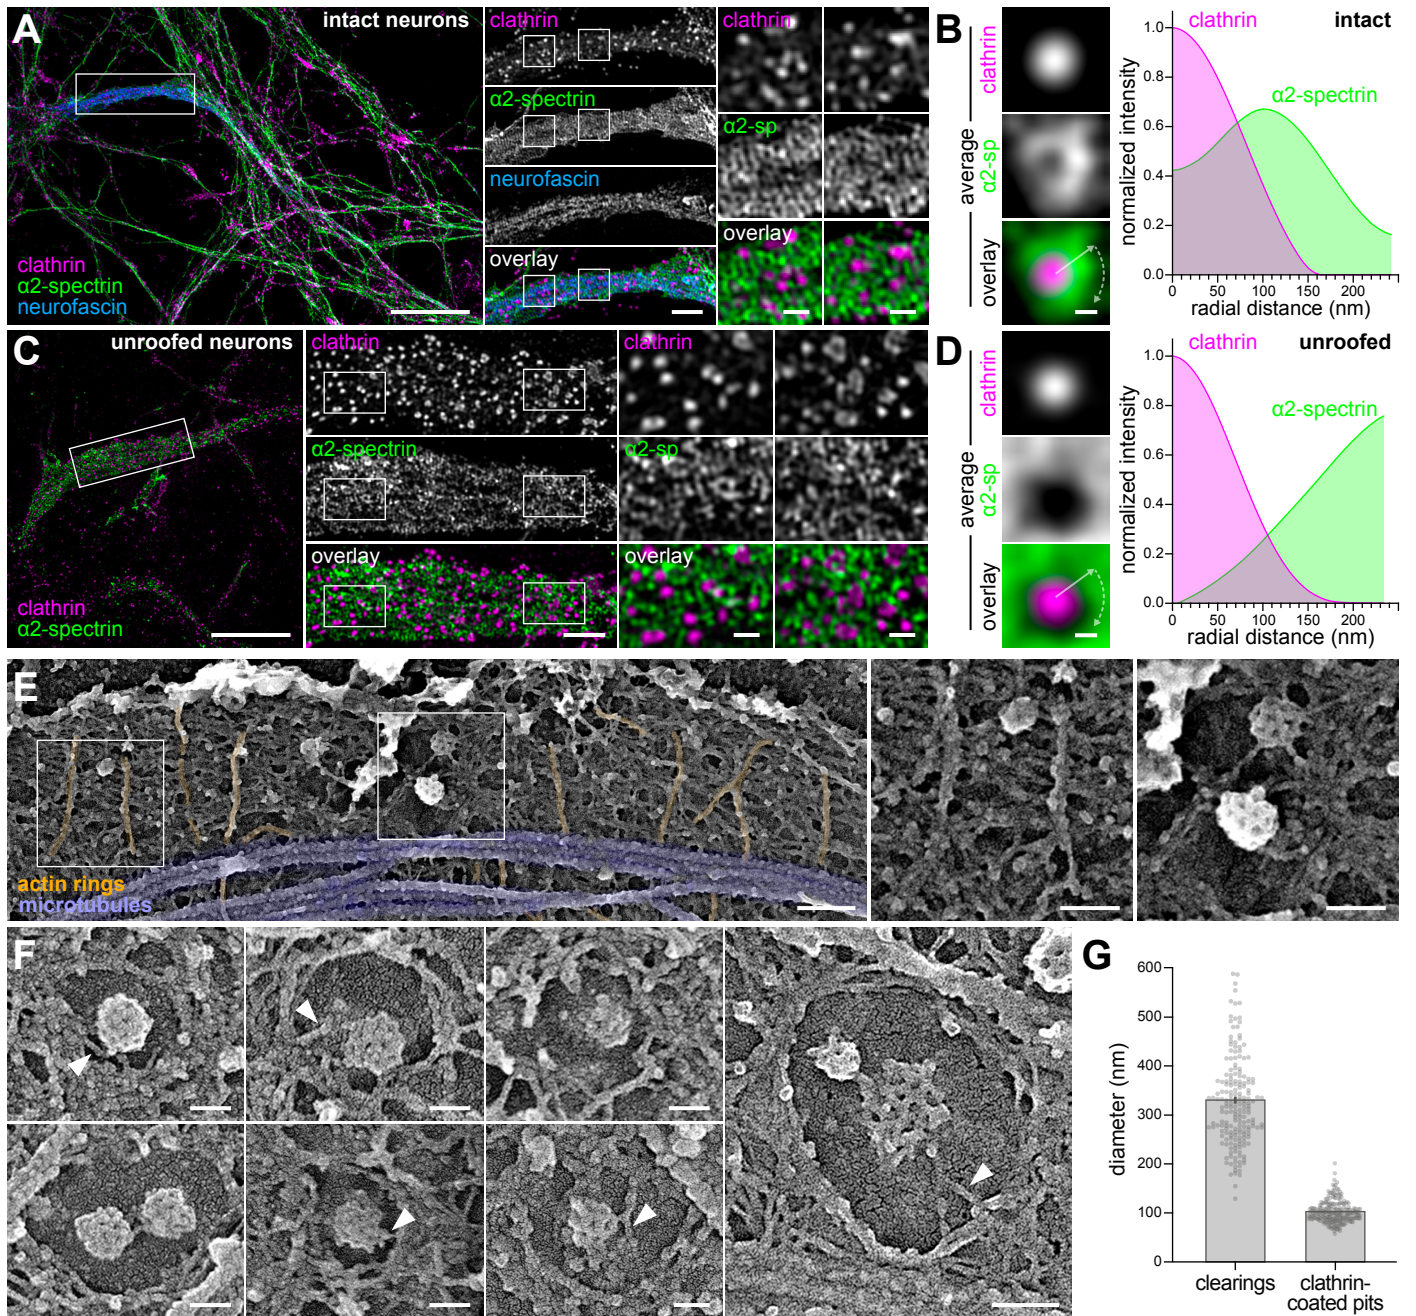 A
intact neurons
clathrin
α2-spectrin
neurofascin
clathrin
α2-spectrin
neurofascin
overlay
clathrin
α2-sp
overlay
B
average
clathrin
α2-sp
overlay
clathrin
intact
α2-spectrin
normalized intensity
1.0
0.8
0.6
0.4
0.2
0.0
0 50 100 150 200
radial distance (nm)
C
unroofed neurons
clathrin
α2-spectrin
clathrin
α2-spectrin
overlay
clathrin
α2-sp
overlay
D
average
clathrin
α2-sp
overlay
clathrin
unroofed
α2-spectrin
normalized intensity
1.0
0.8
0.6
0.4
0.2
0.0
0 50 100 150 200
radial distance (nm)
E
actin rings
microtubules
F
G
diameter (nm)
600
500
400
300
200
100
0
clearings
clathrin-
coated pits